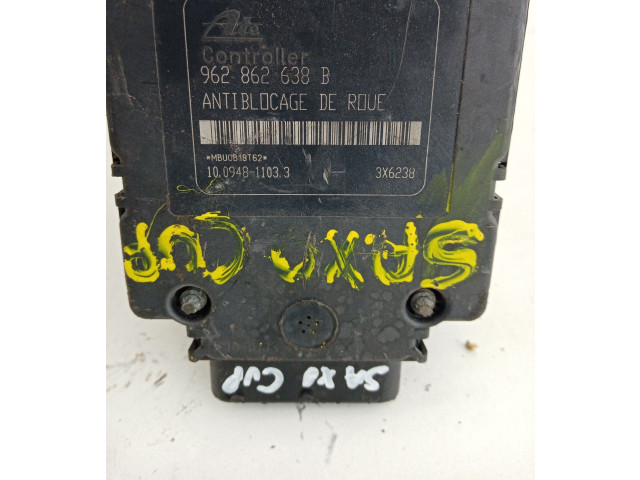 Ate
Controller
962 862 638 B
ANTIBLOCAGE DE ROUE
*MBU0B19T62*
10.0948-1103.3 3X6238
SAXO CUP
SAXO CUP